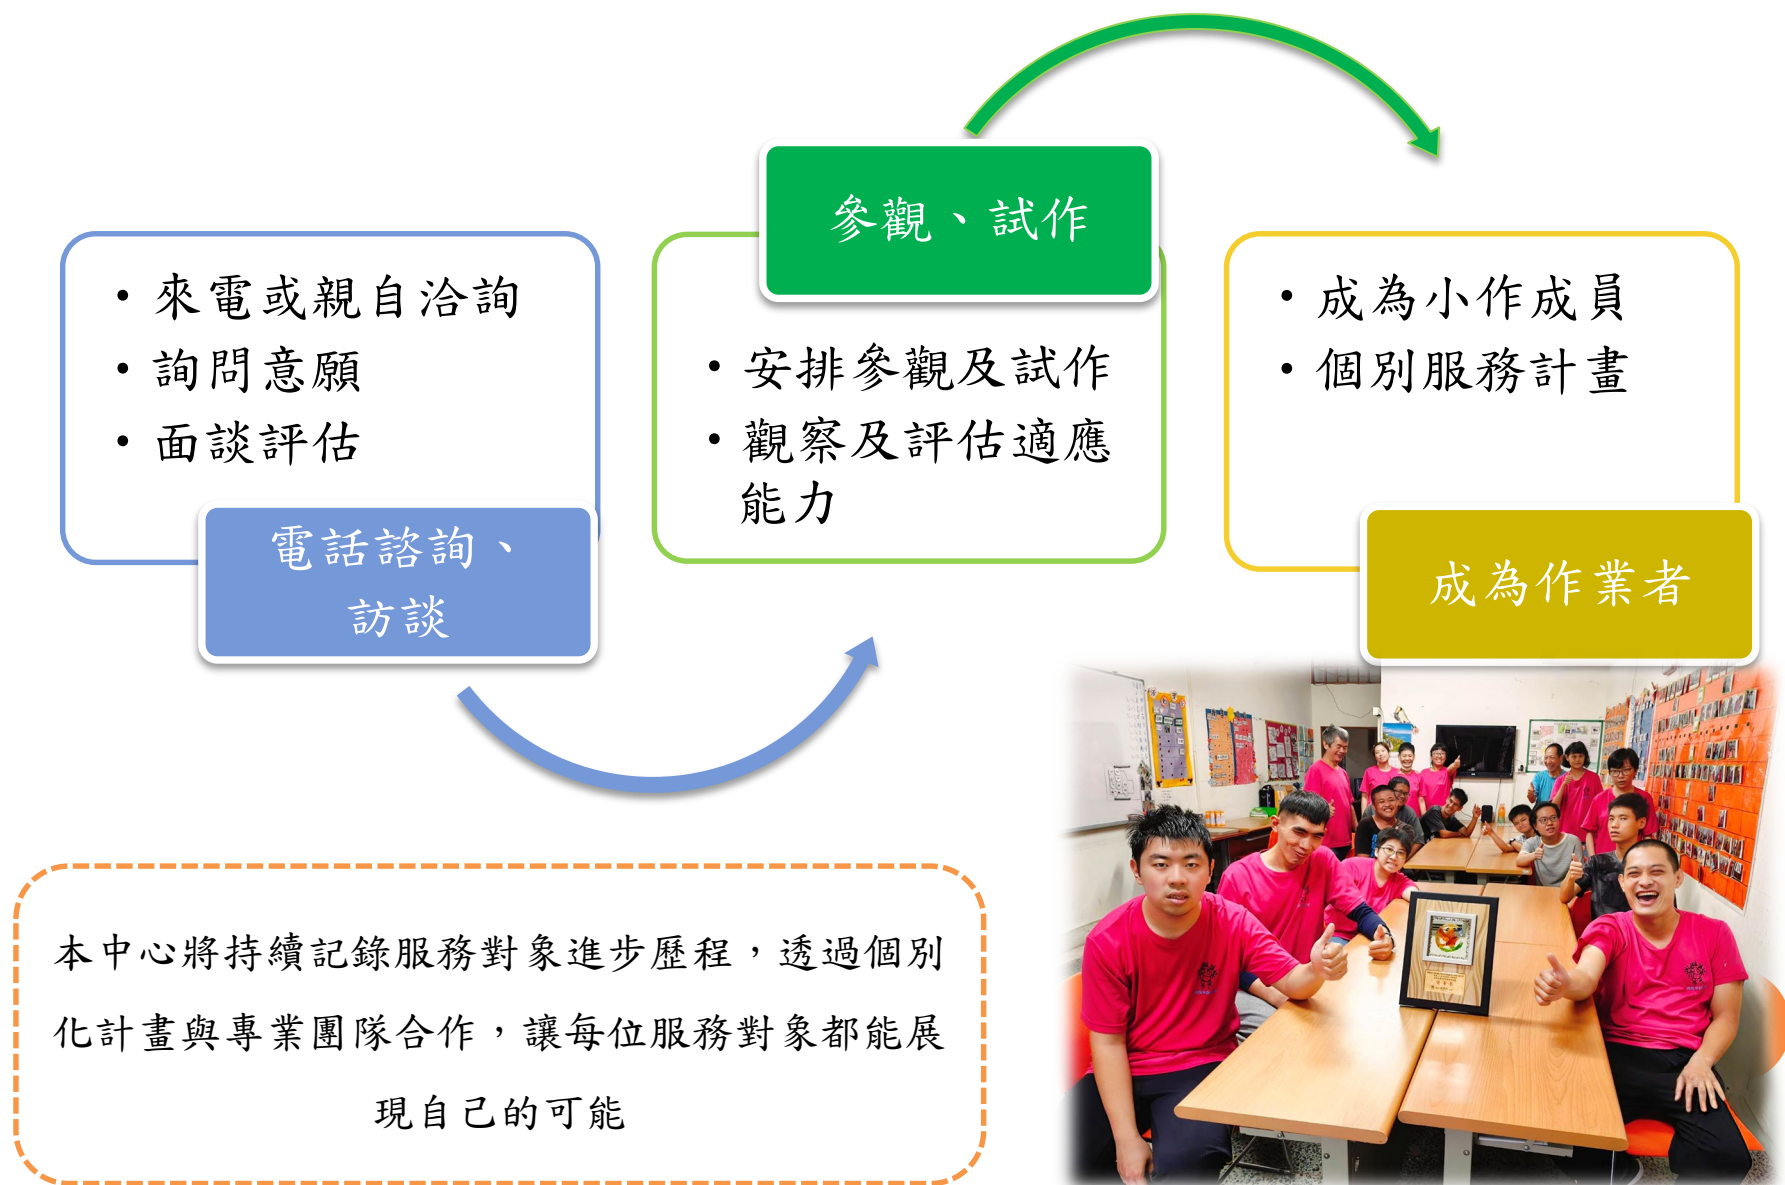 • 來電或親自洽詢
• 詢問意願
• 面談評估
電話諮詢、
訪談
參觀、試作
• 安排參觀及試作
• 觀察及評估適應
能力
• 成為小作成員
• 個別服務計畫
成為作業者
本中心將持續記錄服務對象進步歷程，透過個別
化計畫與專業團隊合作，讓每位服務對象都能展
現自己的可能